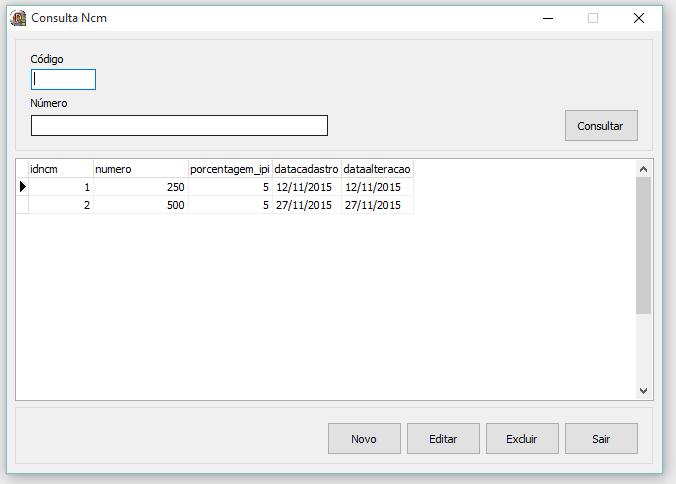 Consulta Ncm
Código
Número
Consultar
idncm numero porcentagem_ipi datacadastro dataalteracao
1 250 5 12/11/2015 12/11/2015
2 500 5 27/11/2015 27/11/2015
Novo Editar Excluir Sair